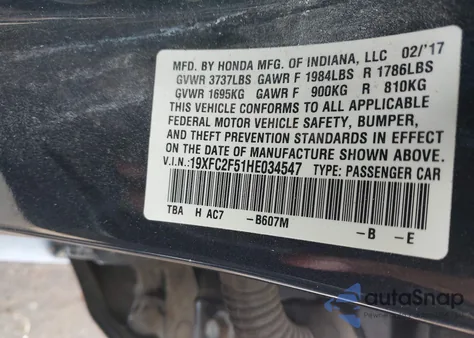 MFD. BY HONDA MFG. OF INDIANA, LLC 02/'17
GVWR 3737LBS GAWR F 1984LBS R 1786LBS
GVWR 1695KG GAWR F 900KG R 810KG
THIS VEHICLE CONFORMS TO ALL APPLICABLE
FEDERAL MOTOR VEHICLE SAFETY, BUMPER,
AND THEFT PREVENTION STANDARDS IN EFFECT
ON THE DATE OF MANUFACTURE SHOWN ABOVE.
V.I.N.:19XFC2F51HE034547 TYPE: PASSENGER CAR
TBA H AC7 -B607M -B -E
autoSnap